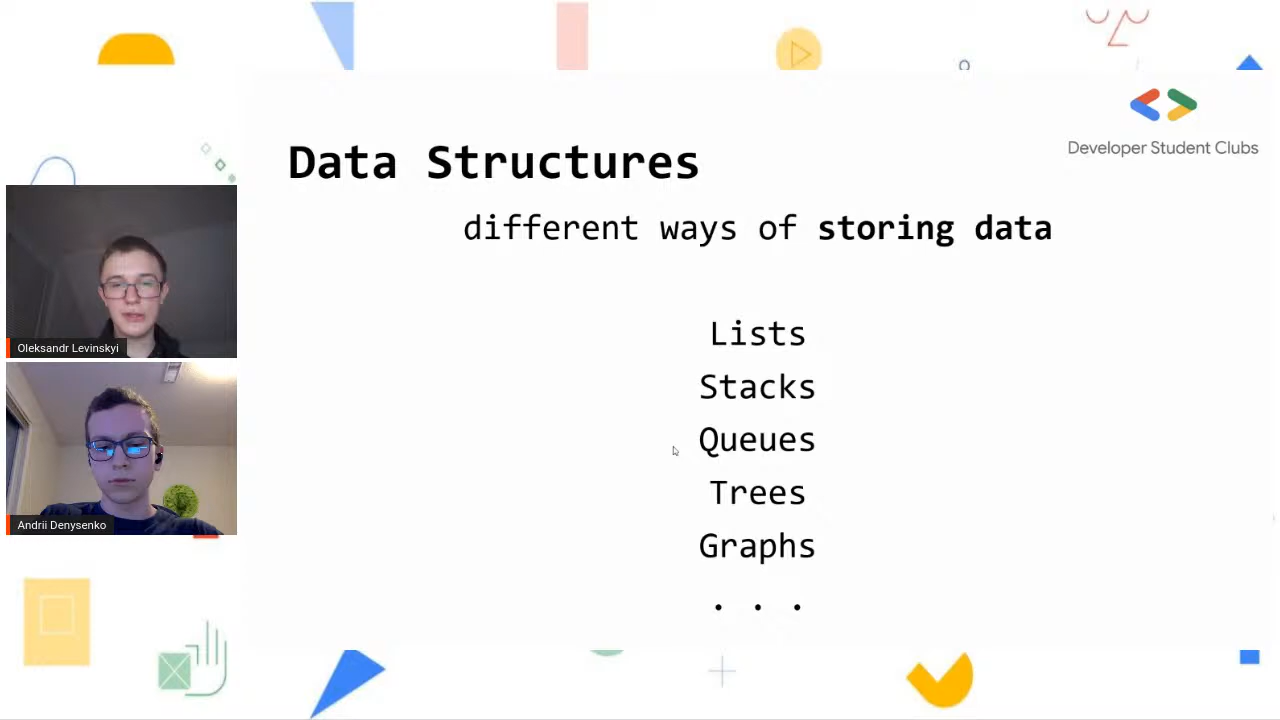 Developer Student Clubs
Data Structures
different ways of storing data
Lists
Stacks
Queues
Trees
Graphs
. . .
Oleksandr Levinskyi
Andrii Denysenko